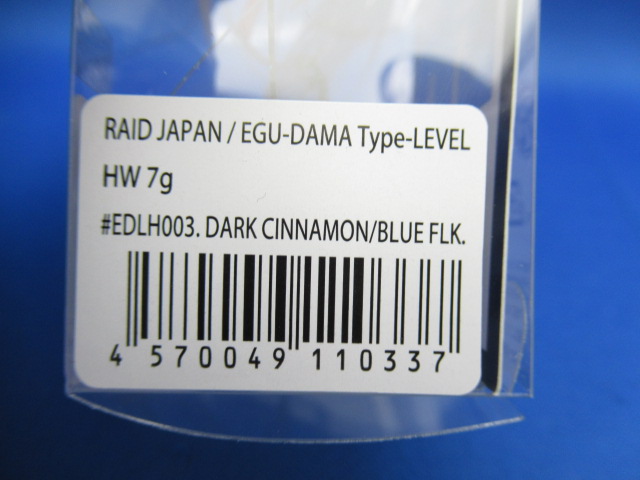 RAID JAPAN / EGU-DAMA Type-LEVEL
HW 7g
#EDLH003. DARK CINNAMON/BLUE FLK.
4 570049 110337